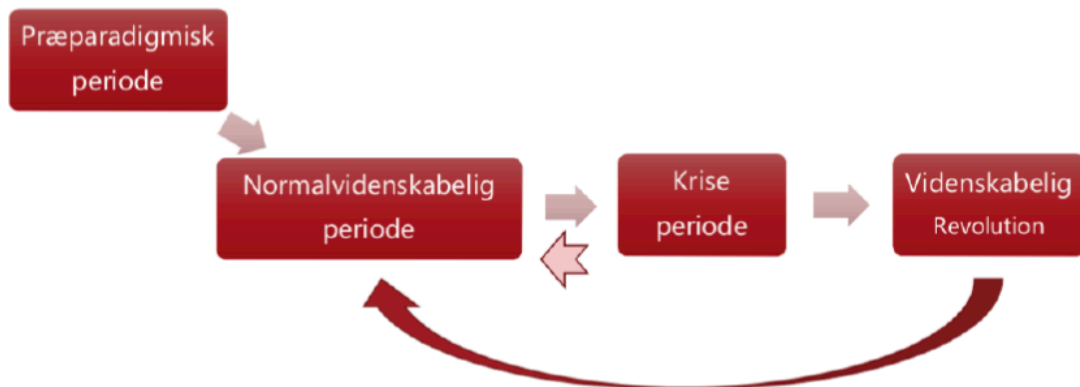 Præparadigmisk
periode
Normalvidenskabelig
periode
Krise
periode
Videnskabelig
Revolution